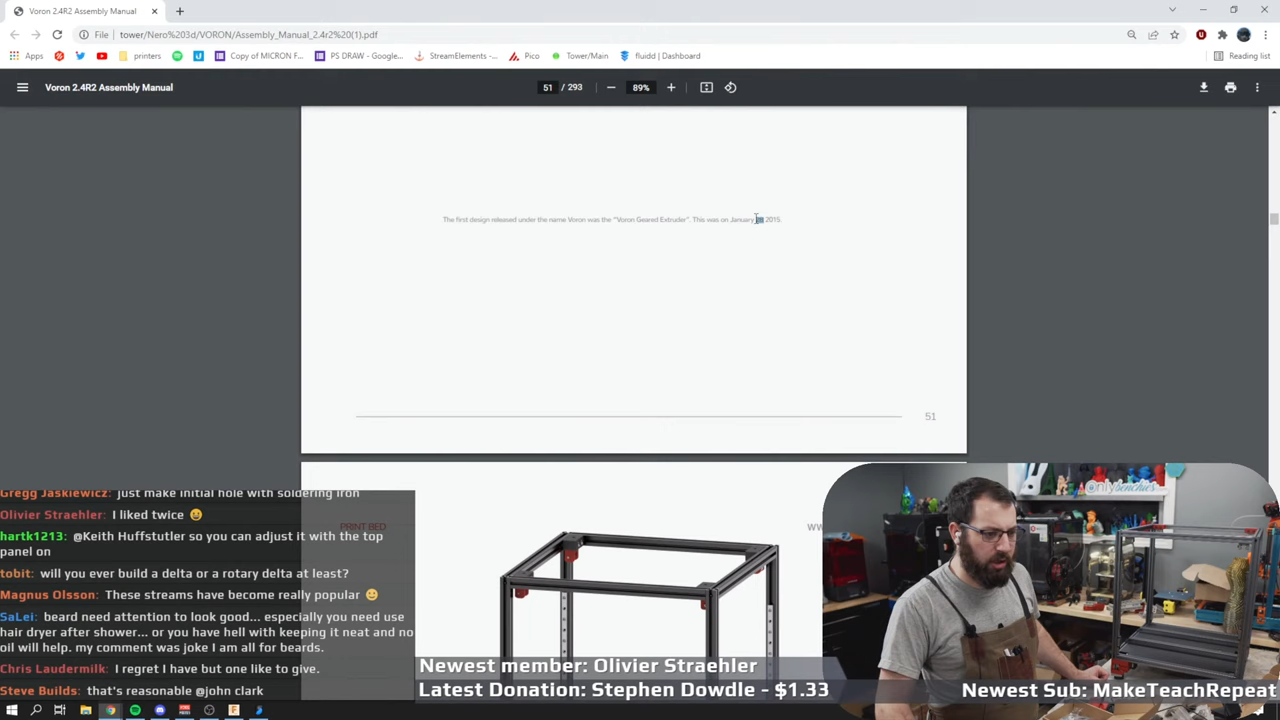 Voron 2.4R2 Assembly Manual
File
tower/Nero%203d/VORON/Assembly_Manual_2.4r2%20(1).pdf
Apps
printers
Copy of MICRON F...
PS DRAW - Google...
StreamElements -...
Pico
Tower/Main
fluidd | Dashboard
Reading list
Voron 2.4R2 Assembly Manual
51 / 293
89%
The first design released under the name Voron was the "Voron Geared Extruder". This was on January 2015.
51
PRINT BED
WW
Gregg Jaskiewicz: just make initial hole with soldering iron
Olivier Straehler: I liked twice
hartk1213: @Keith Huffstutler so you can adjust it with the top
panel on
tobit: will you ever build a delta or a rotary delta at least?
Magnus Olsson: These streams have become really popular
SaLei: beard need attention to look good... especially you need use
hair dryer after shower... or you have hell with keeping it neat and no
oil will help. my comment was joke I am all for beards.
Chris Laudermilk: I regret I have but one like to give.
Steve Builds: that's reasonable @john clark
@onlybenchies
Newest member: Olivier Straehler
Latest Donation: Stephen Dowdle - $1.33
Newest Sub: MakeTeachRepeat